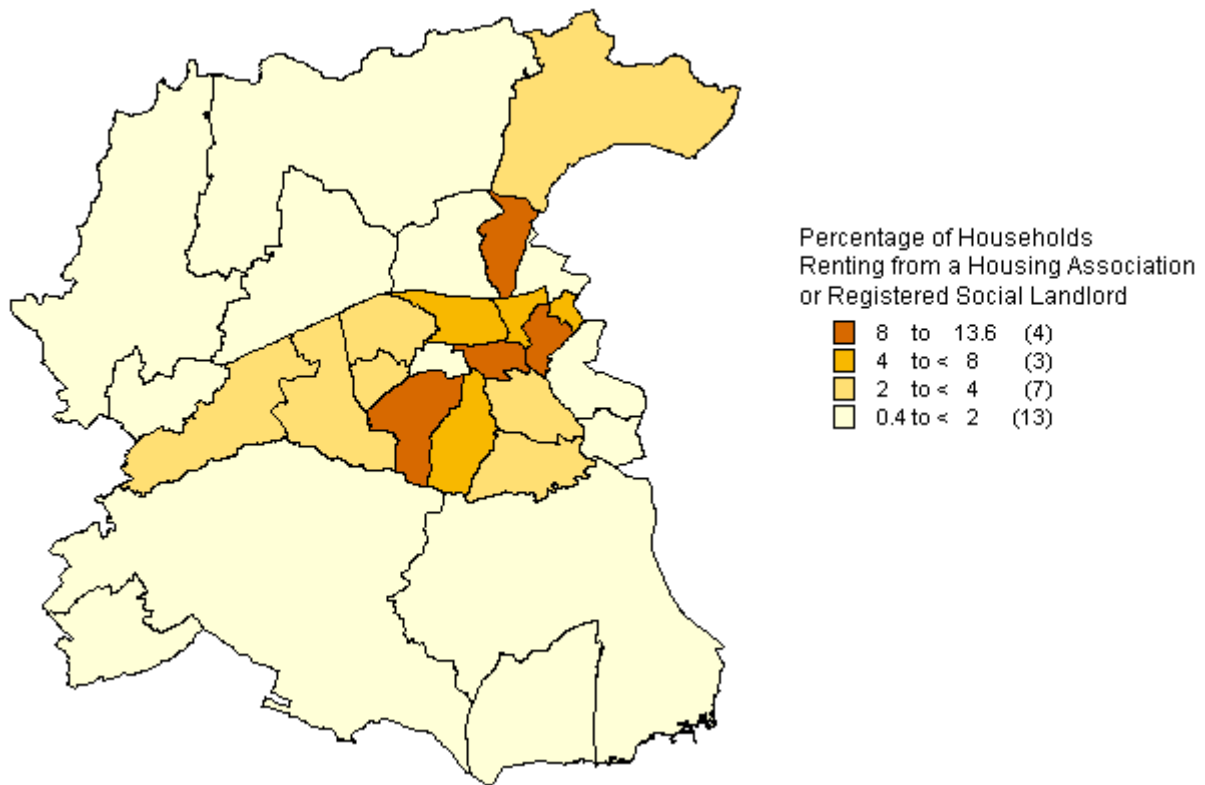 Percentage of Households
Renting from a Housing Association
or Registered Social Landlord
8 to 13.6 (4)
4 to < 8 (3)
2 to < 4 (7)
0.4 to < 2 (13)